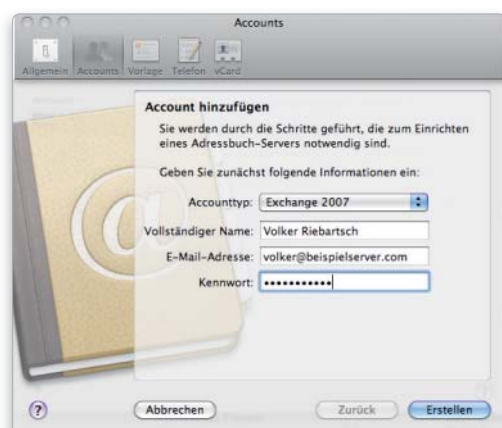 Accounts
Allgemein Accounts Vorlage Telefon vCard
Account hinzufügen
Sie werden durch die Schritte geführt, die zum Einrichten
eines Adressbuch-Servers notwendig sind.
Geben Sie zunächst folgende Informationen ein:
Accounttyp: Exchange 2007
Vollständiger Name: Volker Riebartsch
E-Mail-Adresse: volker@beispielserver.com
Kennwort: •••••••••••
? Abbrechen Zurück Erstellen